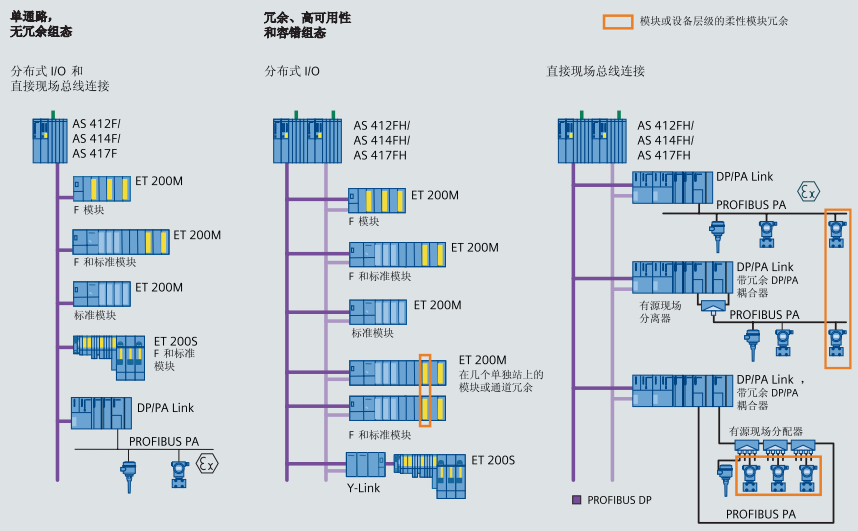 单通路，
无冗余组态
分布式 I/O 和
直接现场总线连接
AS 412F/
AS 414F/
AS 417F
ET 200M
F 模块
ET 200M
F 和标准模块
ET 200M
标准模块
ET 200S
F 和标准
模块
DP/PA Link
PROFIBUS PA
Ex
冗余、高可用性
和容错组态
分布式 I/O
AS 412FH/
AS 414FH/
AS 417FH
ET 200M
F 模块
ET 200M
F 和标准模块
ET 200M
标准模块
ET 200M
在几个单独站上的
模块或通道冗余
F 和标准模块
ET 200S
Y-Link
模块或设备层级的柔性模块冗余
直接现场总线连接
AS 412FH/
AS 414FH/
AS 417FH
DP/PA Link
Ex
PROFIBUS PA
DP/PA Link
带冗余 DP/PA
耦合器
有源现场
分离器
PROFIBUS PA
DP/PA Link ，
带冗余 DP/PA
耦合器
有源现场分配器
PROFIBUS PA
PROFIBUS DP